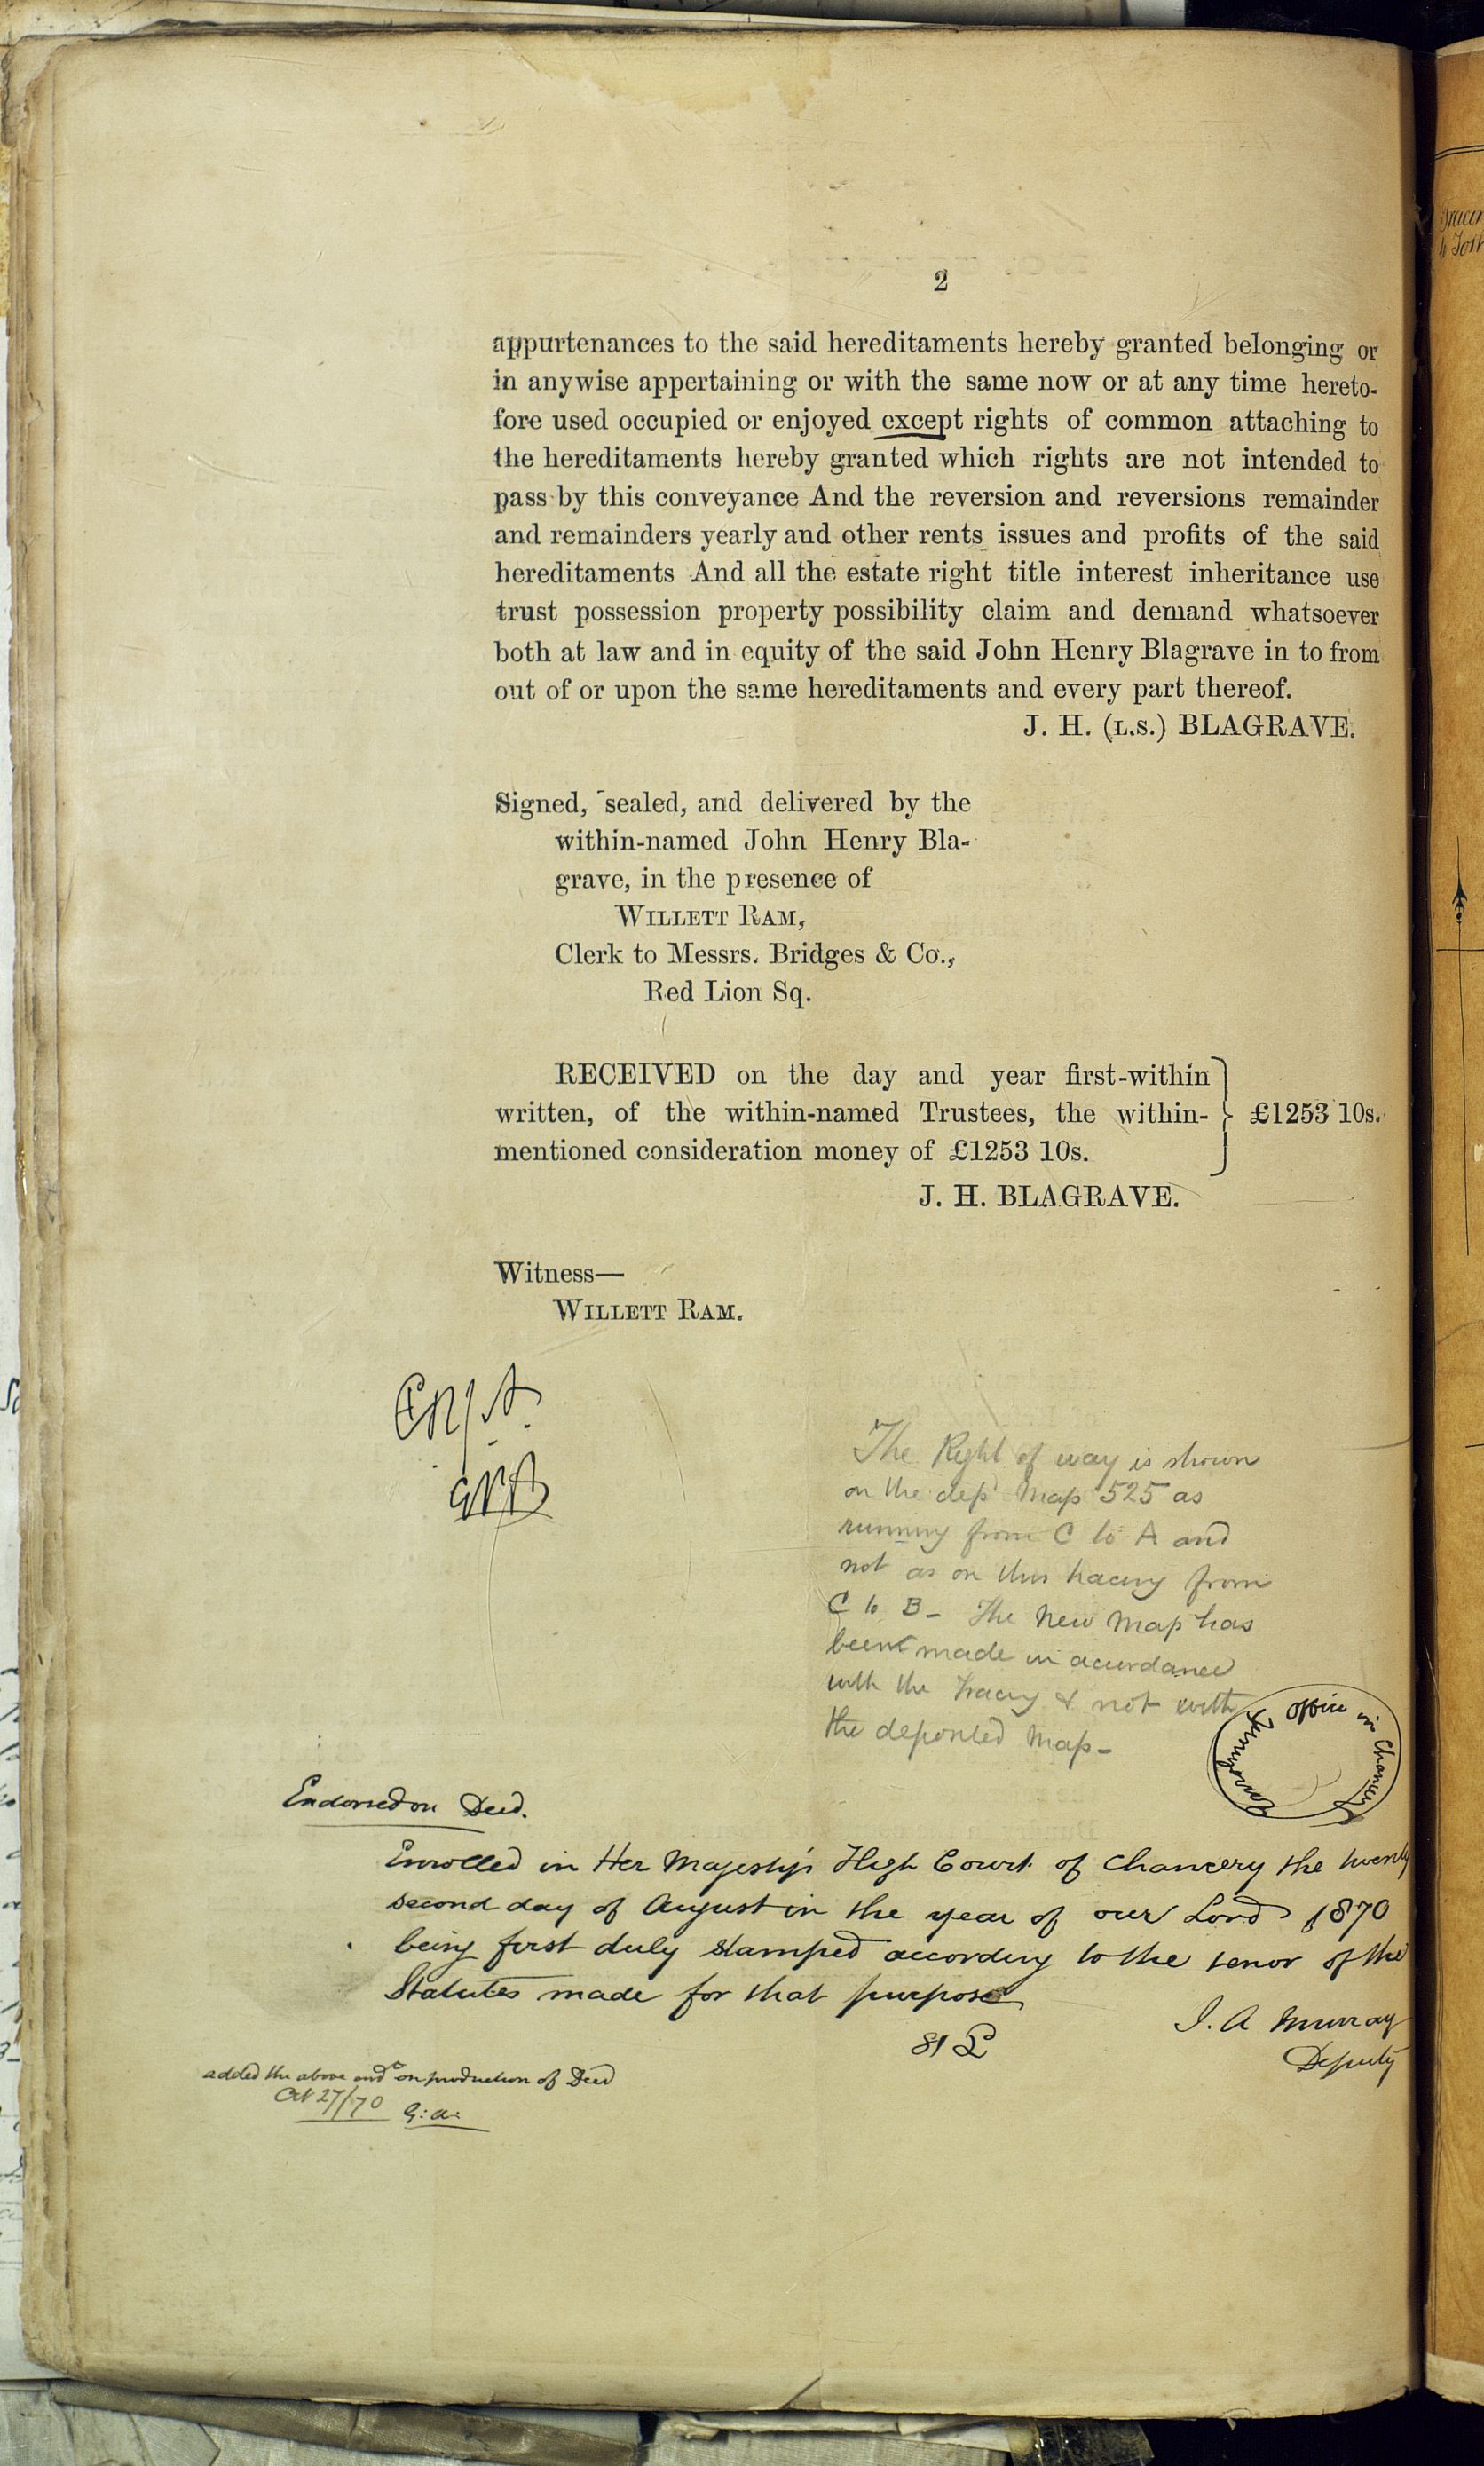 2
appurtenances to the said hereditaments hereby granted belonging or
in anywise appertaining or with the same now or at any time hereto-
fore used occupied or enjoyed except rights of common attaching to
the hereditaments hereby granted which rights are not intended to
pass by this conveyance And the reversion and reversions remainder
and remainders yearly and other rents issues and profits of the said
hereditaments And all the estate right title interest inheritance use
trust possession property possibility claim and demand whatsoever
both at law and in equity of the said John Henry Blagrave in to from
out of or upon the same hereditaments and every part thereof.
J. H. (L.S.) BLAGRAVE.
Signed, sealed, and delivered by the
within-named John Henry Bla-
grave, in the presence of
WILLETT RAM,
Clerk to Messrs. Bridges & Co.,
Red Lion Sq.
RECEIVED on the day and year first-within
written, of the within-named Trustees, the within- £1253 10s.
mentioned consideration money of £1253 10s.
J. H. BLAGRAVE.
Witness—
WILLETT RAM.
The Right of way is shown
on the dep^d Map 525 as
running from C to A and
not as on this tracing from
C to B – The New Map has
been made in accordance
with the tracing & not with
the deposited Map –
Inrolment Office in Chancery
Endorsed on Deed.
Enrolled in Her Majesty's High Court of Chancery the twenty
second day of August in the year of our Lord 1870
being first duly stamped according to the tenor of the
Statutes made for that purpose
J. A Murray
Deputy
added the above end^t on production of Deed
Oct 27/70 G: a: